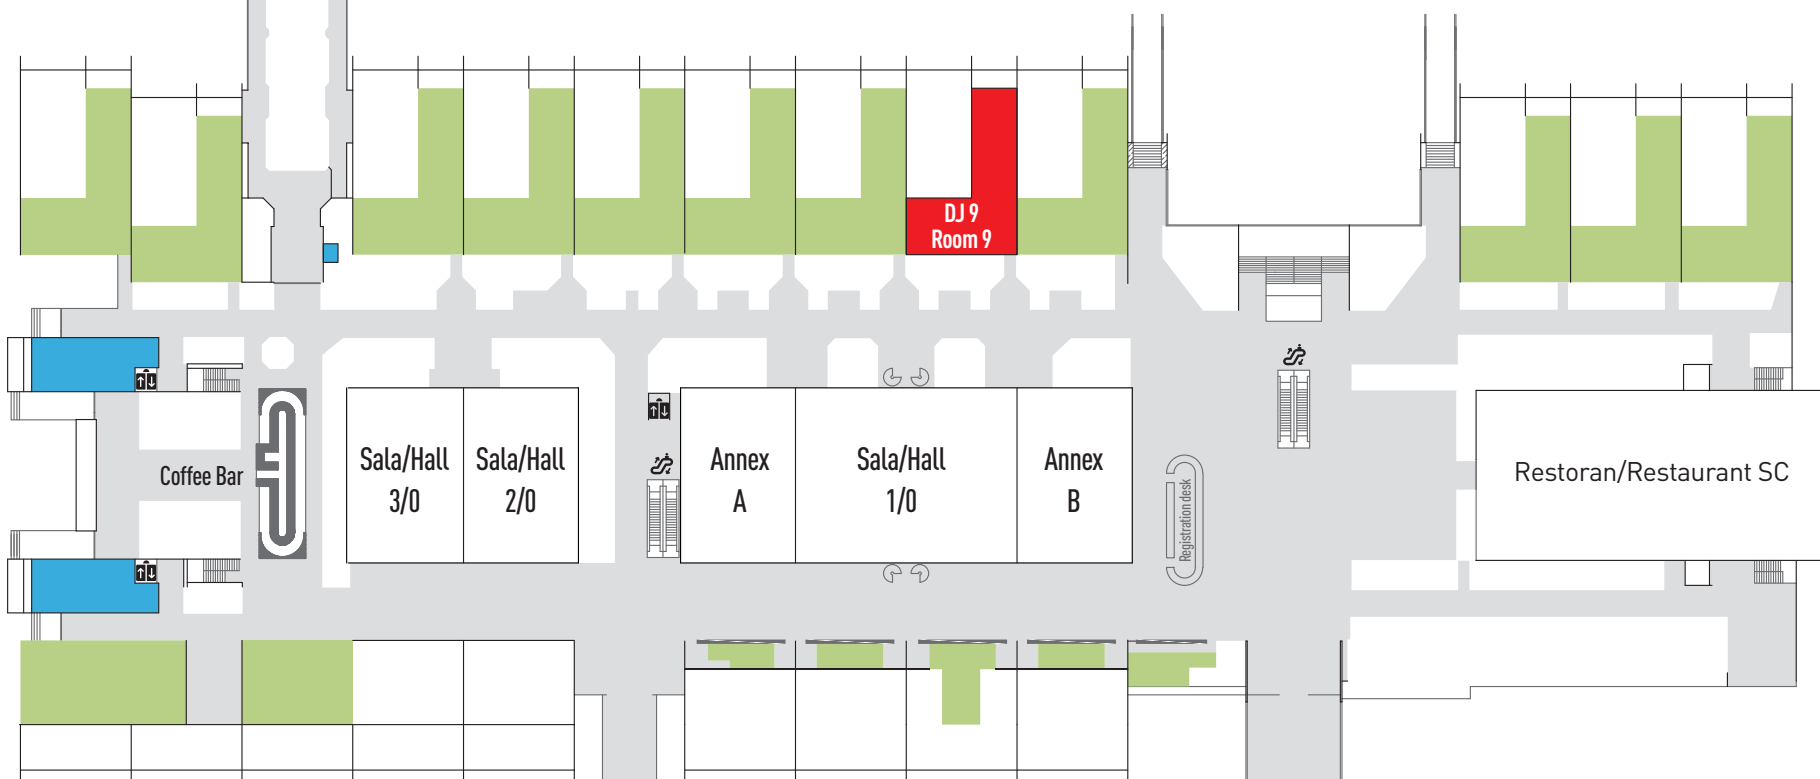 DJ 9
Room 9
Coffee Bar
Sala/Hall
3/0
Sala/Hall
2/0
Annex
A
Sala/Hall
1/0
Annex
B
Registration desk
Restoran/Restaurant SC